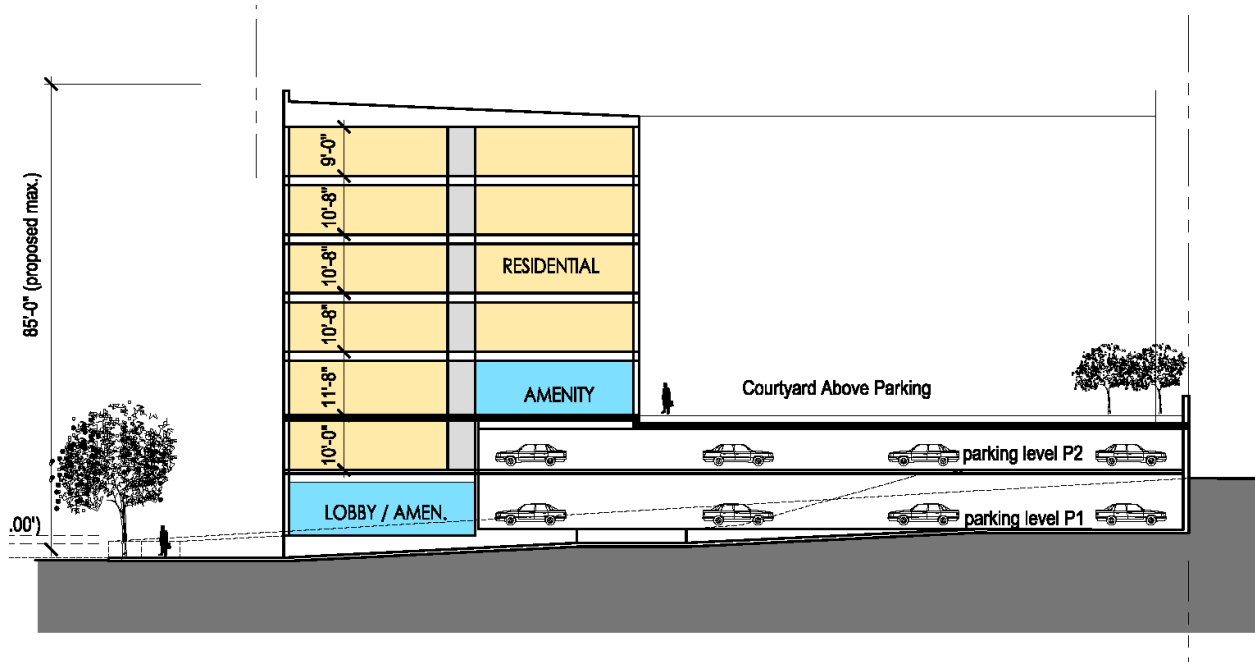 85'-0" (proposed max.)
9'-0"
10'-8"
10'-8"
RESIDENTIAL
10'-8"
11'-8"
AMENITY
Courtyard Above Parking
10'-0"
parking level P2
LOBBY / AMEN.
parking level P1
.00')